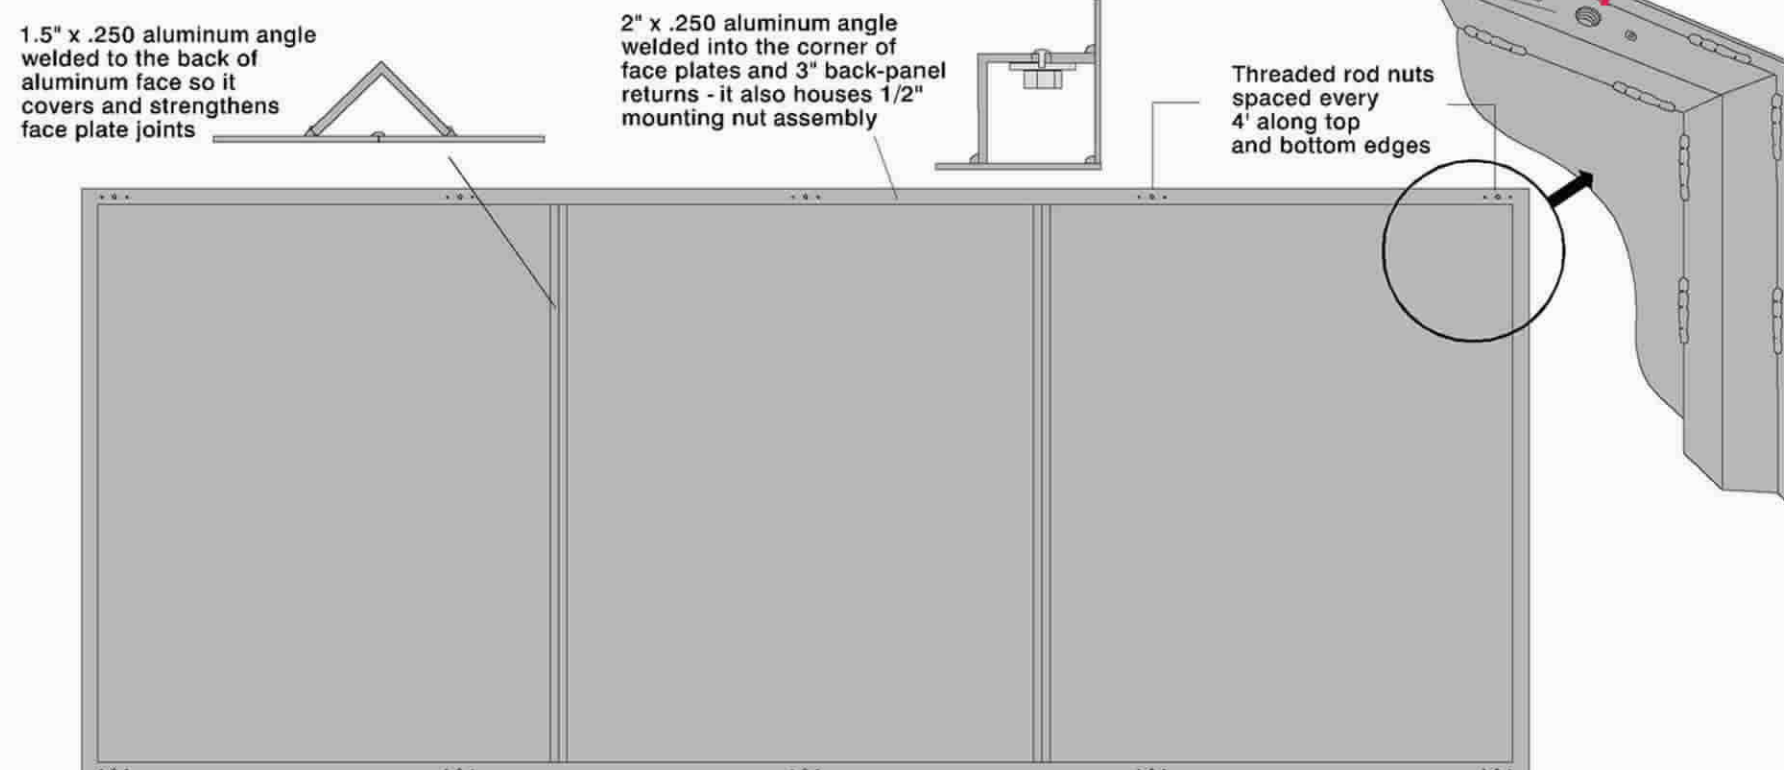 1.5" x .250 aluminum angle
welded to the back of
aluminum face so it
covers and strengthens
face plate joints
2" x .250 aluminum angle
welded into the corner of
face plates and 3" back-panel
returns - it also houses 1/2"
mounting nut assembly
Threaded rod nuts
spaced every
4' along top
and bottom edges